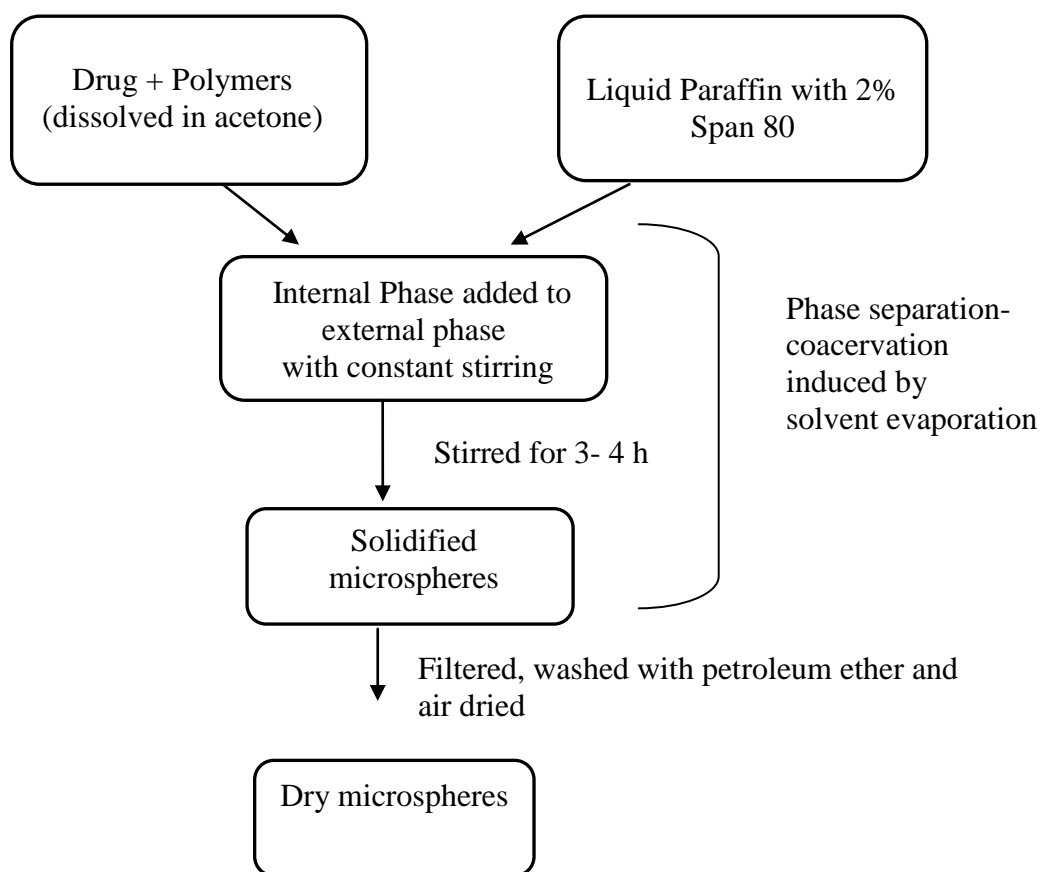 Drug + Polymers
(dissolved in acetone)
Liquid Paraffin with 2%
Span 80
Internal Phase added to
external phase
with constant stirring
Phase separation-
coacervation
induced by
solvent evaporation
Stirred for 3- 4 h
Solidified
microspheres
Filtered, washed with petroleum ether and
air dried
Dry microspheres